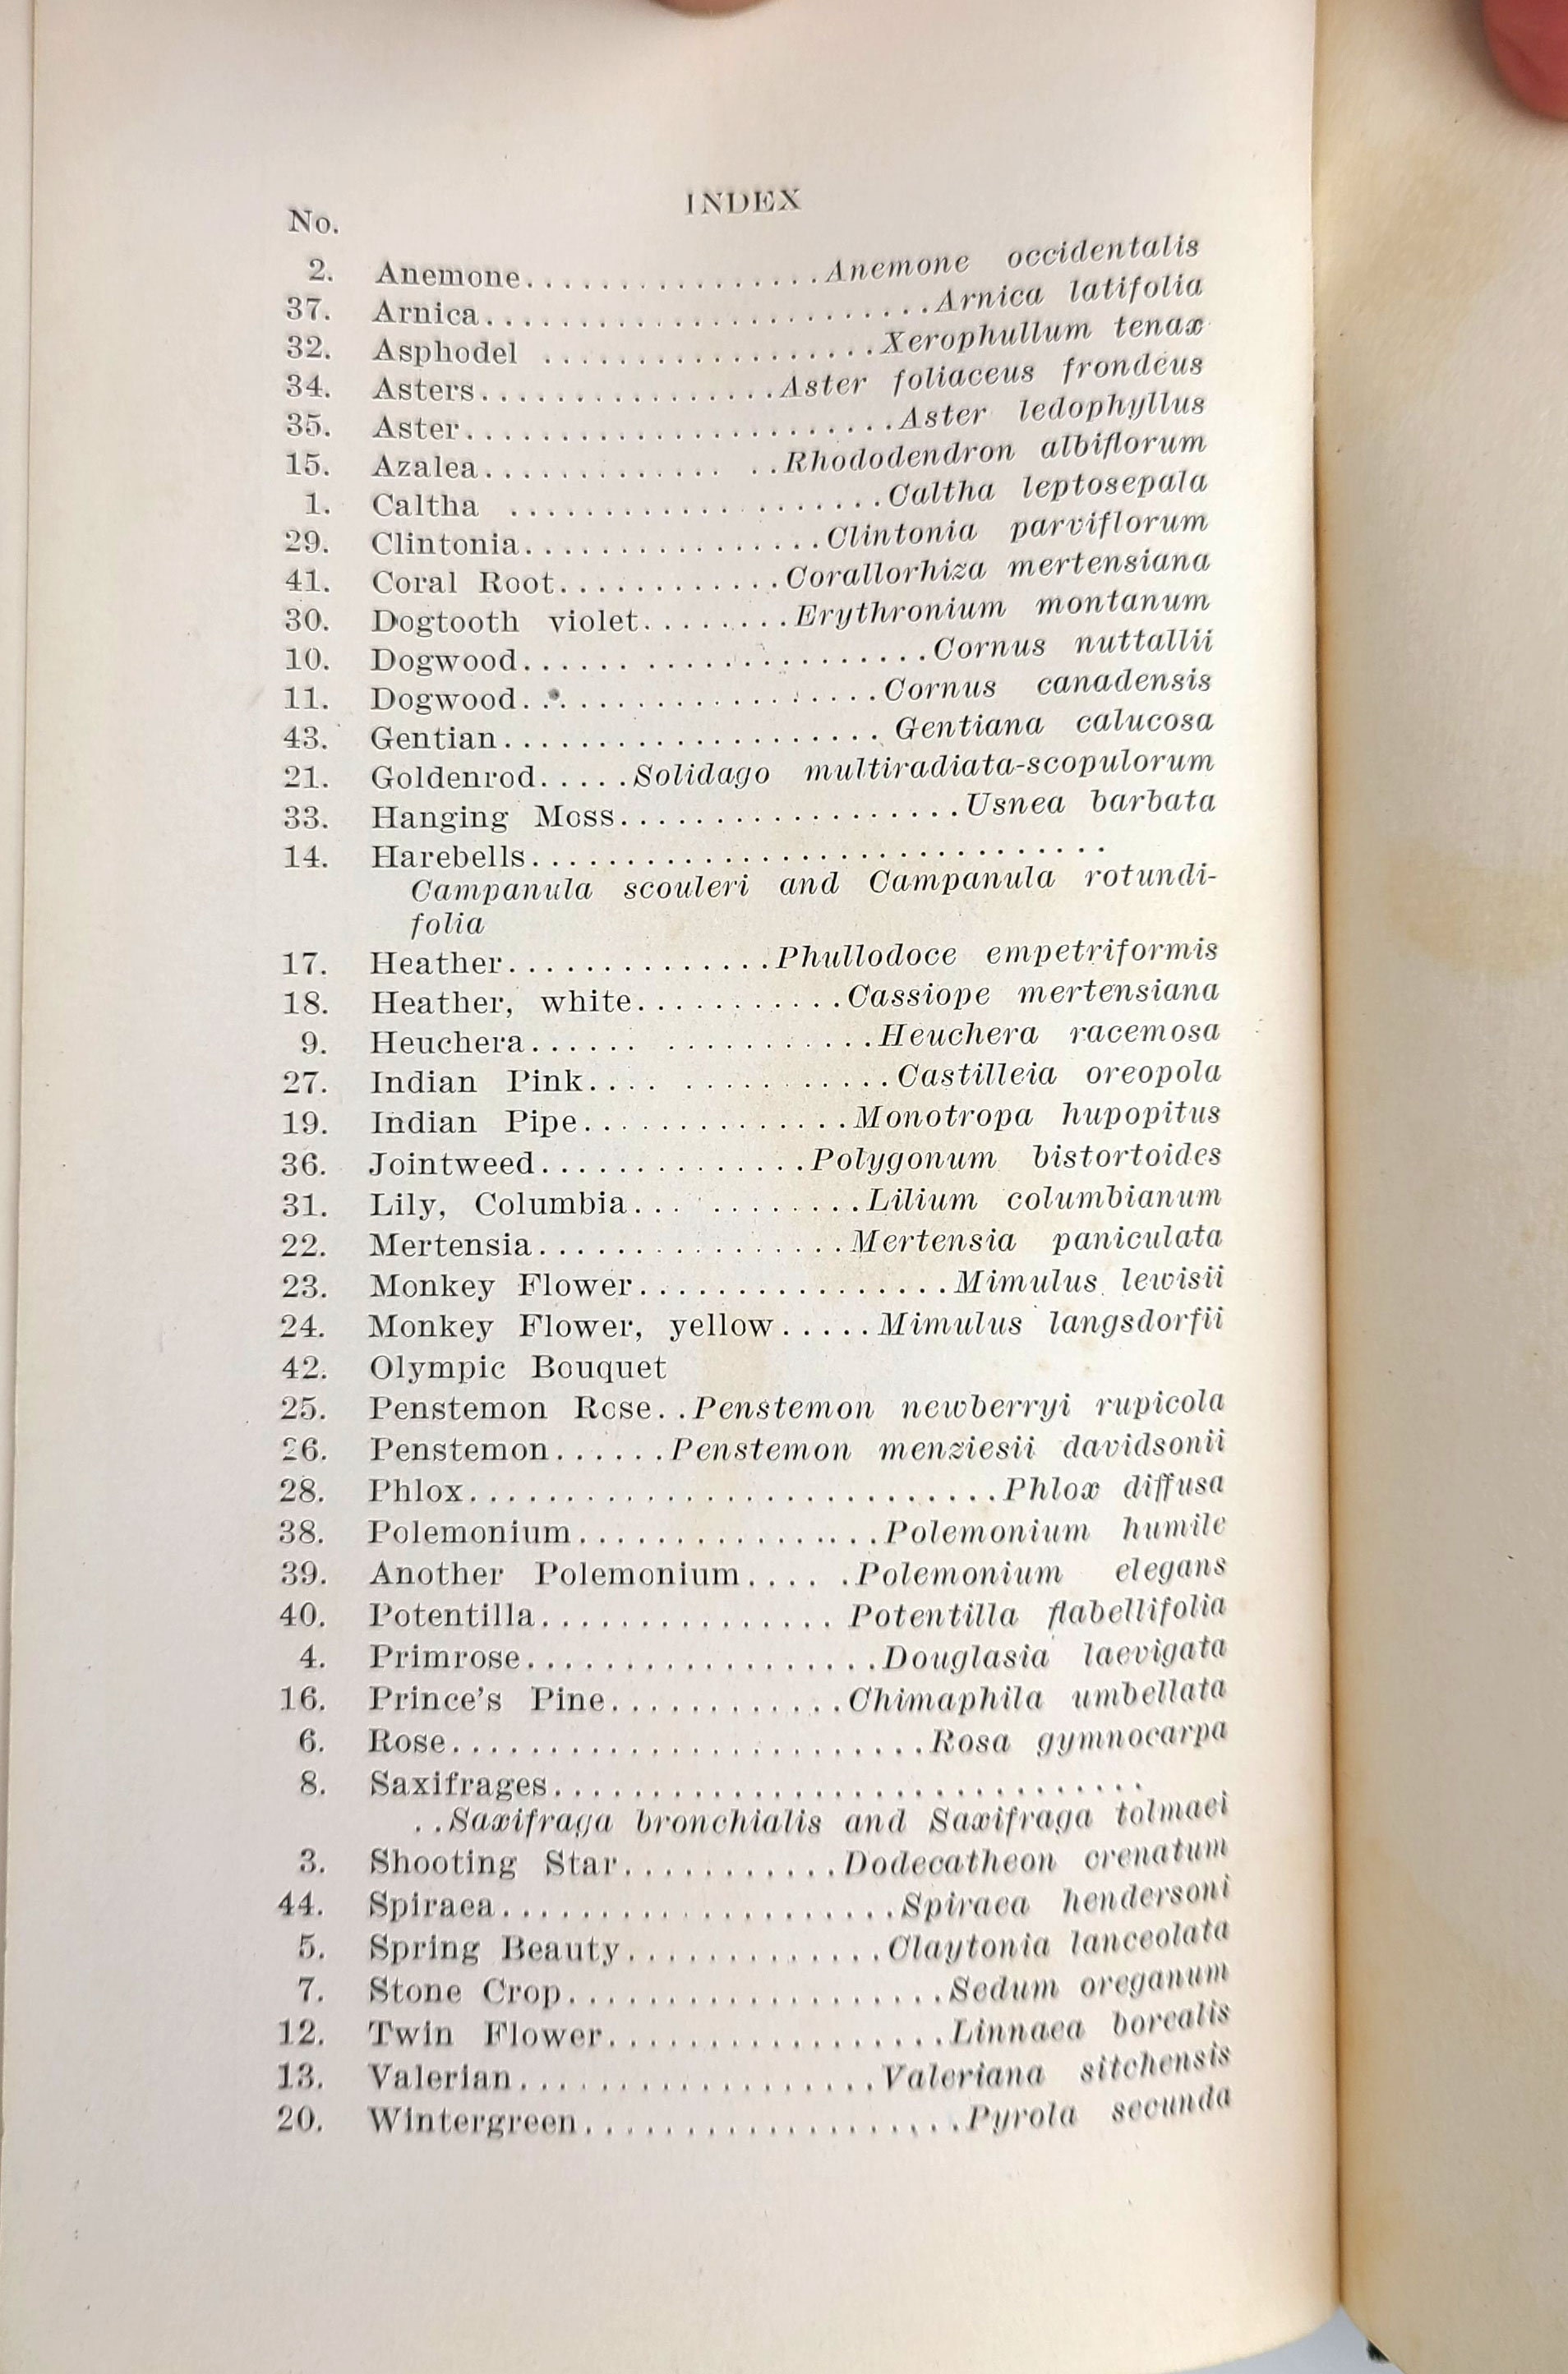 INDEX
No.
2. Anemone................Anemone occidentalis
37. Arnica........................Arnica latifolia
32. Asphodel ..................Xerophullum tenax
34. Asters................Aster foliaceus frondeus
35. Aster.......................Aster ledophyllus
15. Azalea............. ..Rhododendron albiflorum
1. Caltha ....................Caltha leptosepala
29. Clintonia................Clintonia parviflorum
41. Coral Root............Corallorhiza mertensiana
30. Dogtooth violet........Erythronium montanum
10. Dogwood......................Cornus nuttallii
11. Dogwood...................Cornus canadensis
43. Gentian.................... Gentiana calucosa
21. Goldenrod.....Solidago multiradiata-scopulorum
33. Hanging Moss..................Usnea barbata
14. Harebells...............................
Campanula scouleri and Campanula rotundi-
folia
17. Heather..............Phullodoce empetriformis
18. Heather, white...........Cassiope mertensiana
9. Heuchera...... ...........Heuchera racemosa
27. Indian Pink.... ...........Castilleia oreopola
19. Indian Pipe..............Monotropa hupopitus
36. Jointweed..............Polygonum bistortoides
31. Lily, Columbia... ........Lilium columbianum
22. Mertensia................Mertensia paniculata
23. Monkey Flower................Mimulus lewisii
24. Monkey Flower, yellow.....Mimulus langsdorfii
42. Olympic Bouquet
25. Penstemon Rose..Penstemon newberryi rupicola
26. Penstemon......Penstemon menziesii davidsonii
28. Phlox............................Phlox diffusa
38. Polemonium................Polemonium humile
39. Another Polemonium.... .Polemonium elegans
40. Potentilla............... Potentilla flabellifolia
4. Primrose..................Douglasia laevigata
16. Prince's Pine............Chimaphila umbellata
6. Rose.........................Rosa gymnocarpa
8. Saxifrages...............................
..Saxifraga bronchialis and Saxifraga tolmaei
3. Shooting Star...........Dodecatheon crenatum
44. Spiraea....................Spiraea hendersoni
5. Spring Beauty.............Claytonia lanceolata
7. Stone Crop...................Sedum oreganum
12. Twin Flower.................Linnaea borealis
13. Valerian..................Valeriana sitchensis
20. Wintergreen...................Pyrola secunda